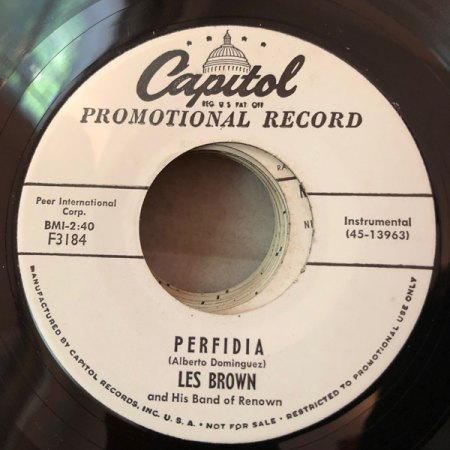 Capitol
REG U S PAT OFF
PROMOTIONAL RECORD
Peer International
Corp.
BMI-2:40
F3184
Instrumental
(45-13963)
PERFIDIA
(Alberto Dominguez)
LES BROWN
and His Band of Renown
MANUFACTURED BY CAPITOL RECORDS, INC. U. S. A. • NOT FOR SALE • RESTRICTED TO PROMOTIONAL USE ONLY